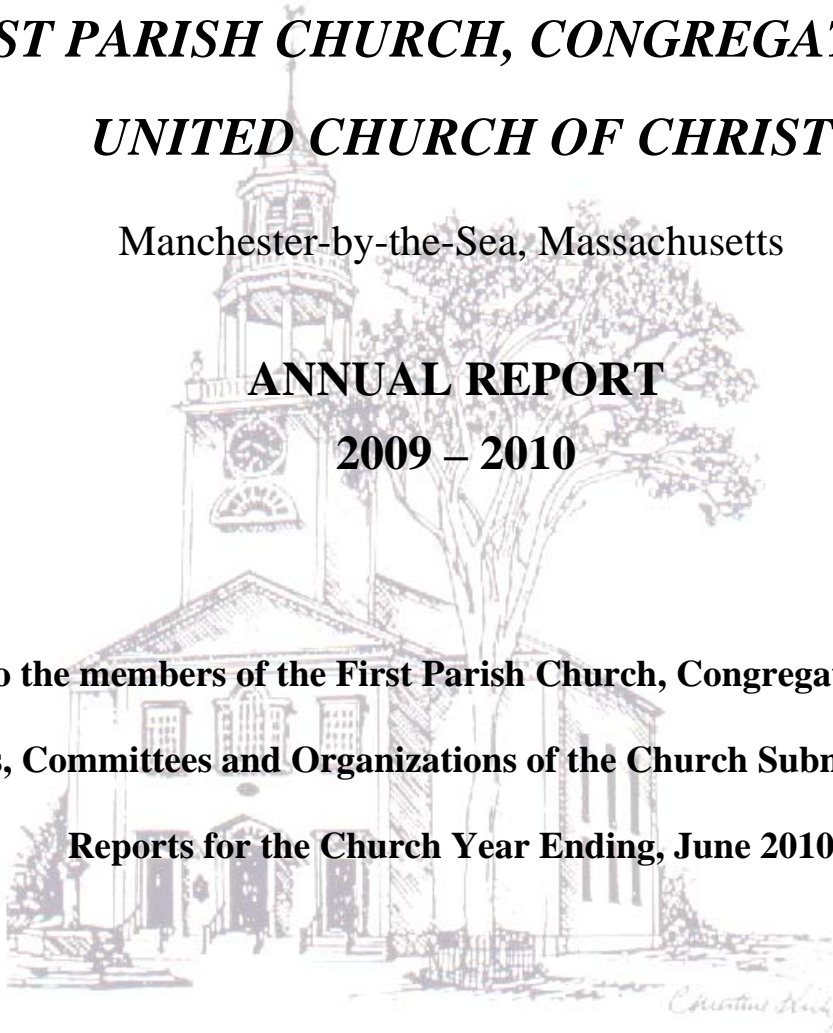 ST PARISH CHURCH, CONGREGAT
UNITED CHURCH OF CHRIST
Manchester-by-the-Sea, Massachusetts
ANNUAL REPORT
2009 – 2010
o the members of the First Parish Church, Congrega
s, Committees and Organizations of the Church Subm
Reports for the Church Year Ending, June 2010